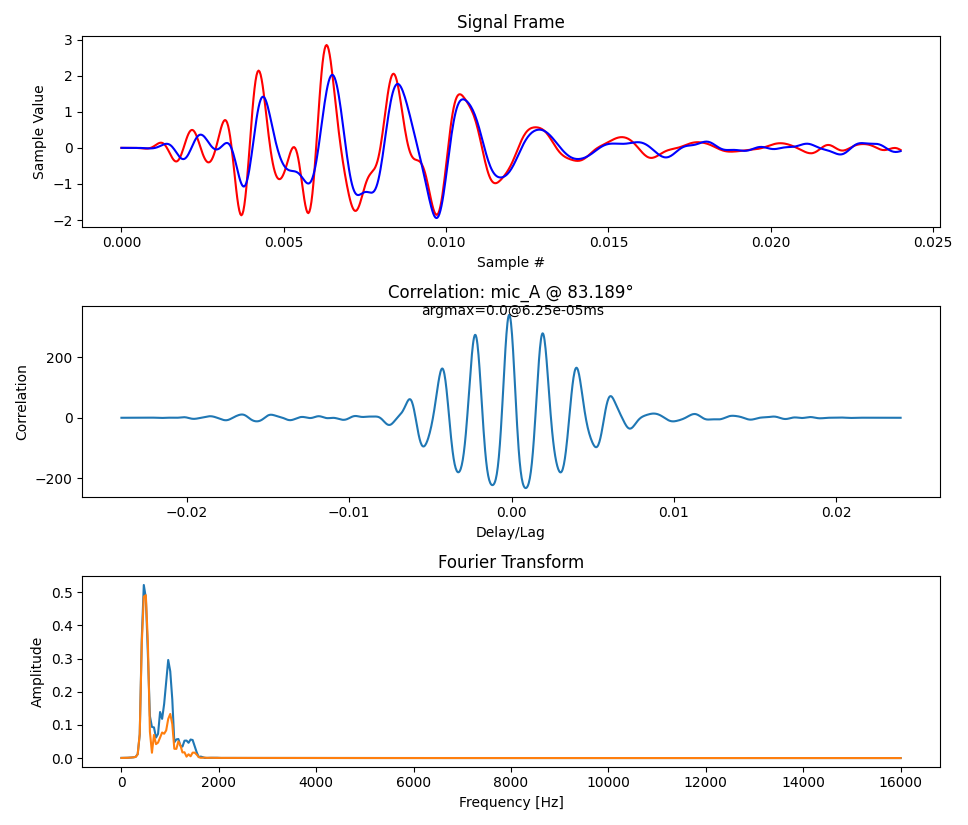 Signal Frame
3
2
1
0
−1
−2
Sample Value
0.000 0.005 0.010 0.015 0.020 0.025
Sample #
Correlation: mic_A @ 83.189°
argmax=0.0@6.25e-05ms
200
0
−200
Correlation
−0.02 −0.01 0.00 0.01 0.02
Delay/Lag
Fourier Transform
0.5
0.4
0.3
0.2
0.1
0.0
Amplitude
0 2000 4000 6000 8000 10000 12000 14000 16000
Frequency [Hz]